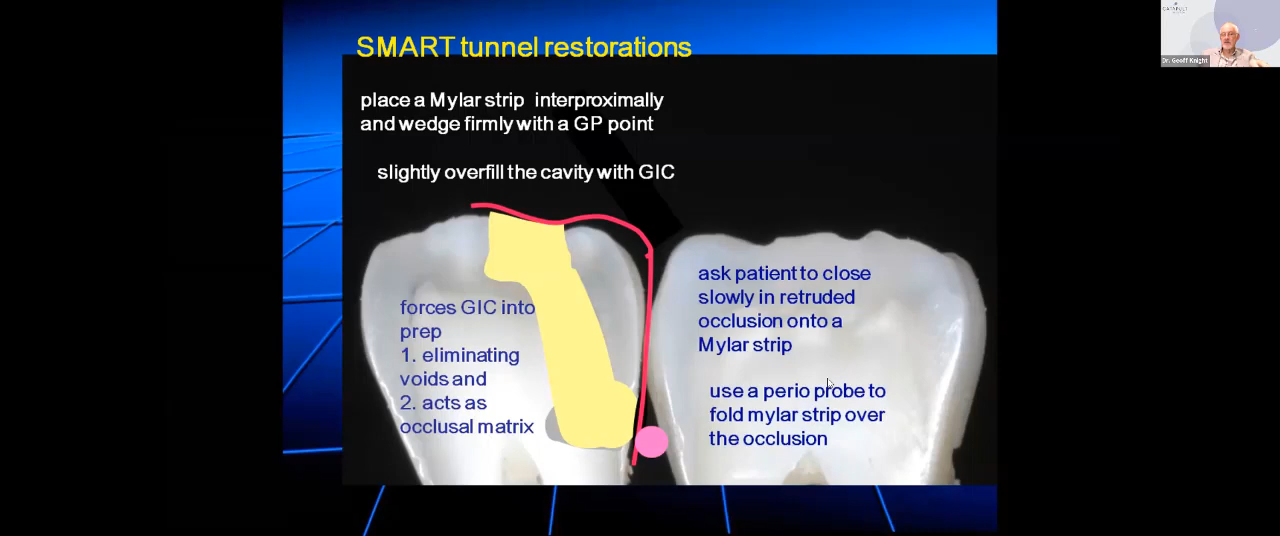 SMART tunnel restorations
place a Mylar strip interproximally
and wedge firmly with a GP point
slightly overfill the cavity with GIC
forces GIC into
prep
1. eliminating
voids and
2. acts as
occlusal matrix
ask patient to close
slowly in retruded
occlusion onto a
Mylar strip
use a perio probe to
fold mylar strip over
the occlusion
CATAPULT
Dr. Geoff Knight